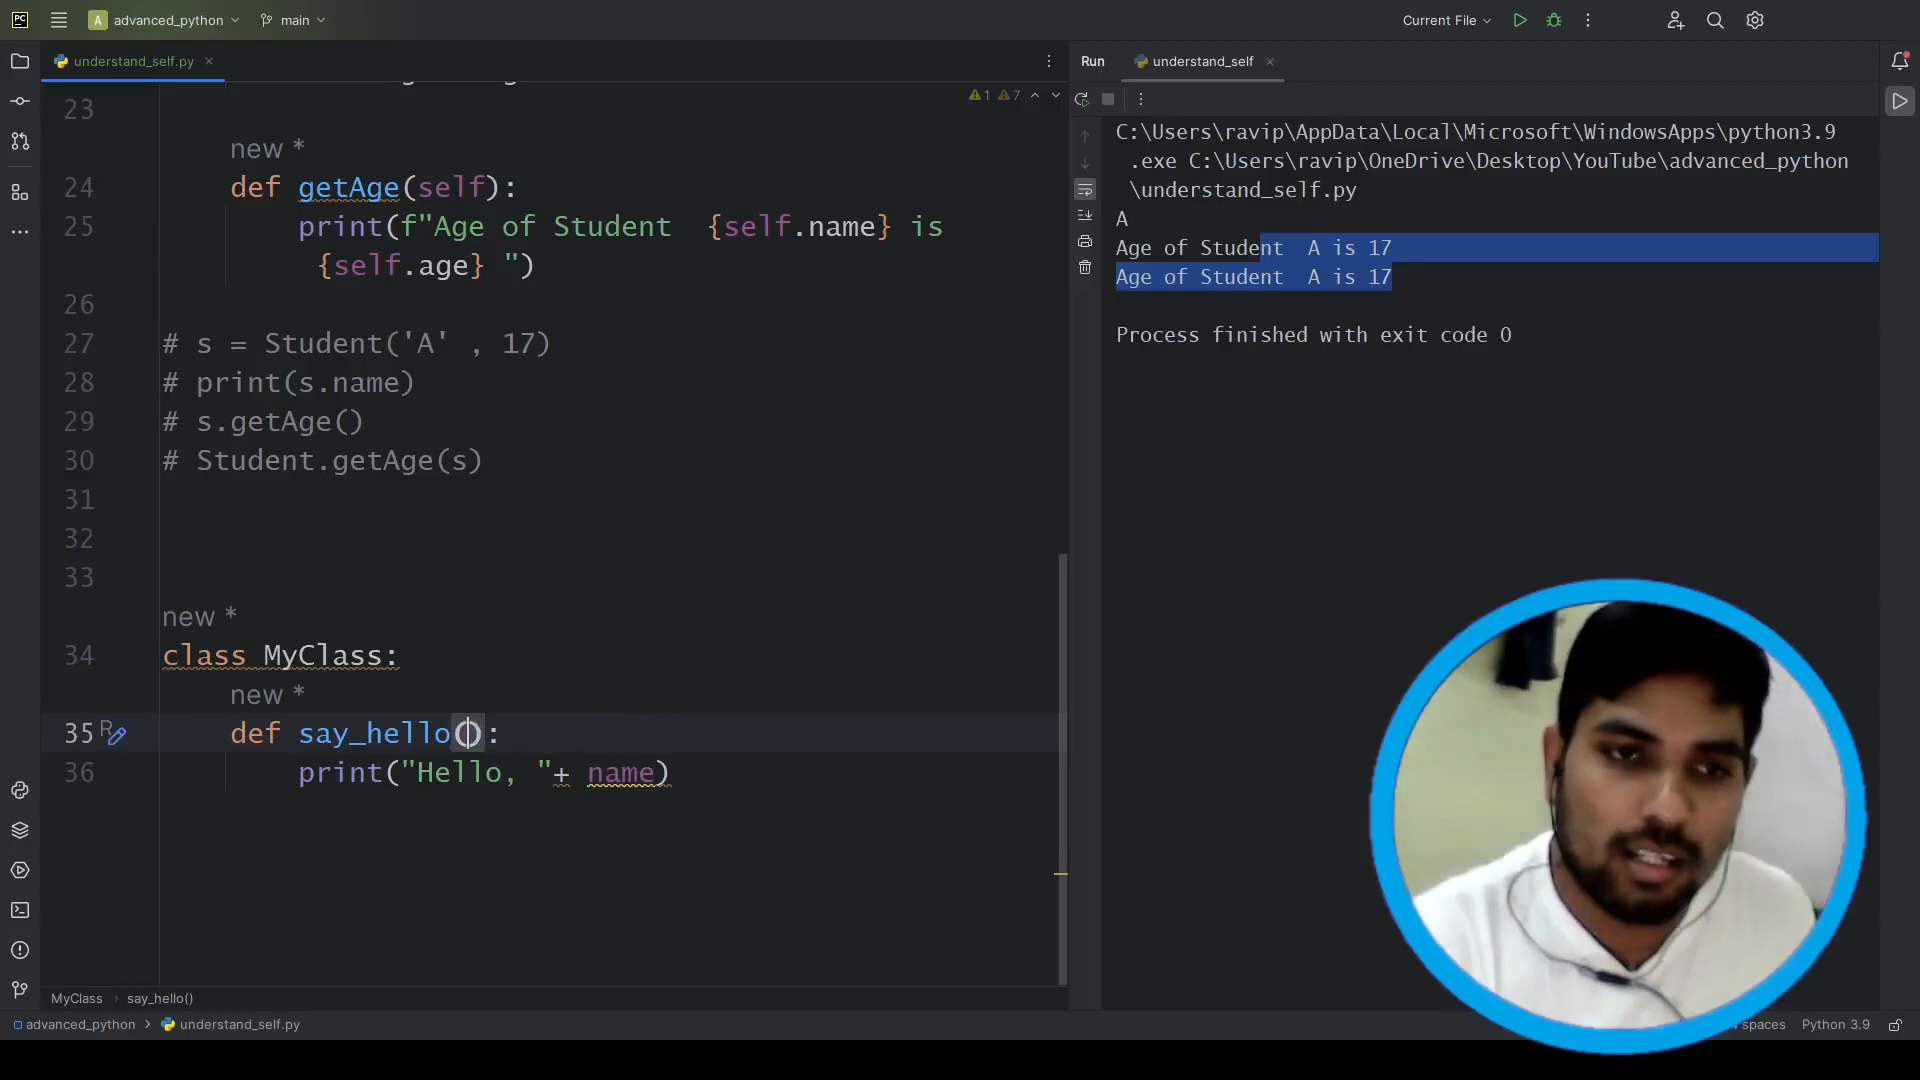 PC
A advanced_python
main
Current File
understand_self.py
Run
understand_self
1 7
23
new *
24 def getAge(self):
25 print(f"Age of Student  {self.name} is
{self.age} ")
26
27 # s = Student('A' , 17)
28 # print(s.name)
29 # s.getAge()
30 # Student.getAge(s)
31
32
33
new *
34 class MyClass:
new *
35 def say_hello():
36 print("Hello, "+ name)
C:\Users\ravip\AppData\Local\Microsoft\WindowsApps\python3.9
.exe C:\Users\ravip\OneDrive\Desktop\YouTube\advanced_python
\understand_self.py
A
Age of Student  A is 17
Age of Student  A is 17
Process finished with exit code 0
MyClass › say_hello()
advanced_python › understand_self.py
spaces
Python 3.9